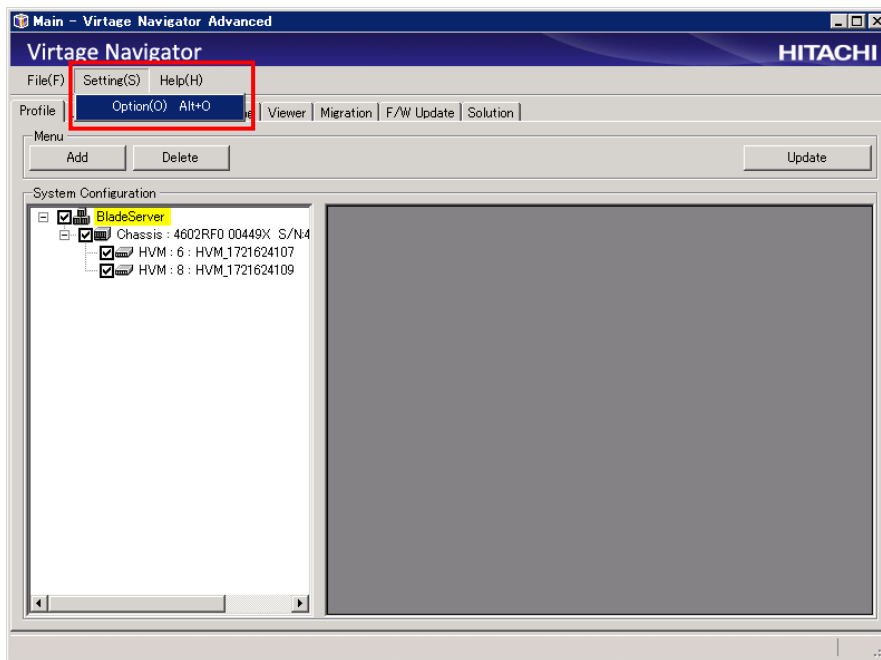 Main - Virtage Navigator Advanced
Virtage Navigator HITACHI
File(F) Setting(S) Help(H)
Option(O) Alt+O
Profile Viewer Migration F/W Update Solution
Menu
Add Delete Update
System Configuration
BladeServer
Chassis : 4602RF0 00449X S/N:4
HVM : 6 : HVM_1721624107
HVM : 8 : HVM_1721624109